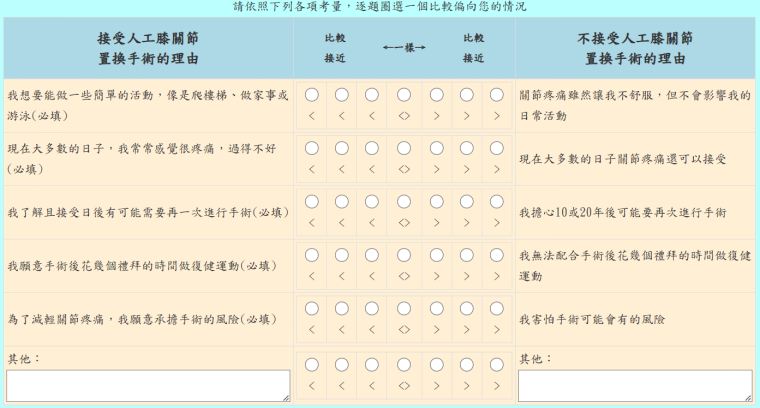 請依照下列各項考量，逐題圈選一個比較偏向您的情況
接受人工膝關節
置換手術的理由
比較
接近
←一樣→
比較
接近
不接受人工膝關節
置換手術的理由
我想要能做一些簡單的活動，像是爬樓梯、做家事或
游泳(必填)
< < < <> > > >
關節疼痛雖然讓我不舒服，但不會影響我的
日常活動
現在大多數的日子，我常常感覺很疼痛，過得不好
(必填)
< < < <> > > >
現在大多數的日子關節疼痛還可以接受
我了解且接受日後有可能需要再一次進行手術(必填)
< < < <> > > >
我擔心10或20年後可能要再次進行手術
我願意手術後花幾個禮拜的時間做復健運動(必填)
< < < <> > > >
我無法配合手術後花幾個禮拜的時間做復健
運動
為了減輕關節疼痛，我願意承擔手術的風險(必填)
< < < <> > > >
我害怕手術可能會有的風險
其他：
< < < <> > > >
其他：